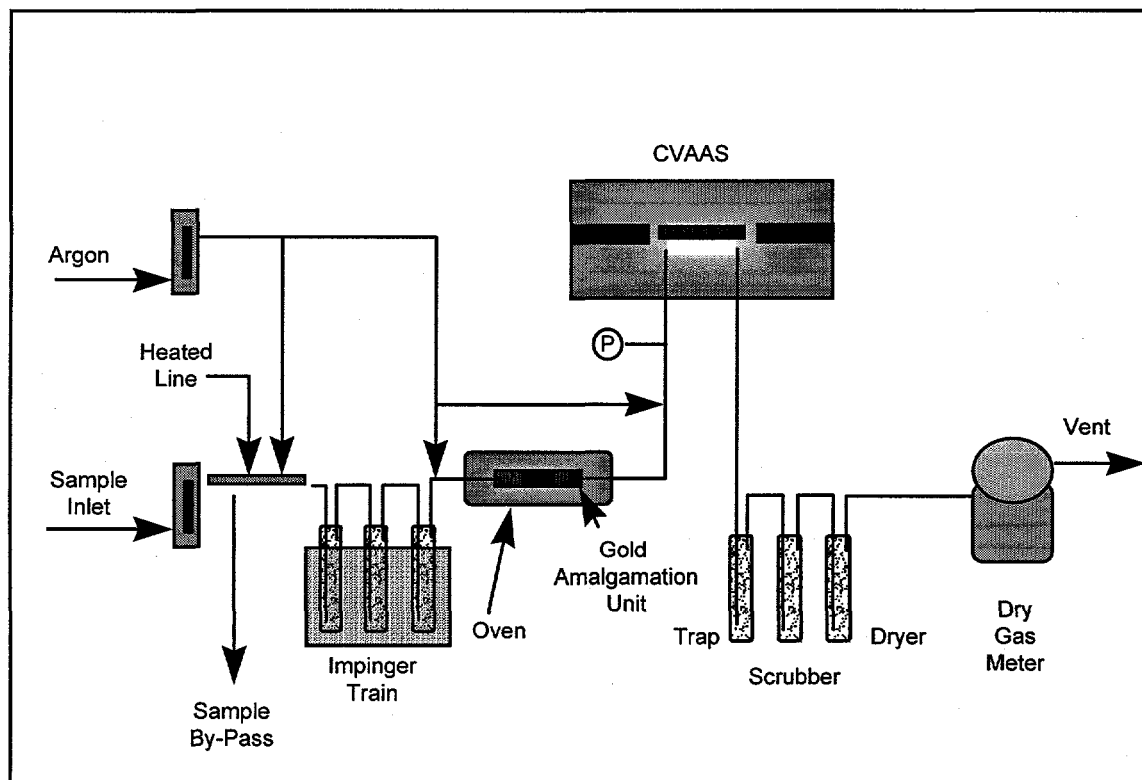 CVAAS
Argon
P
Heated
Line
Vent
Sample
Inlet
Gold
Amalgamation
Unit
Oven
Trap
Dryer
Scrubber
Dry
Gas
Meter
Impinger
Train
Sample
By-Pass